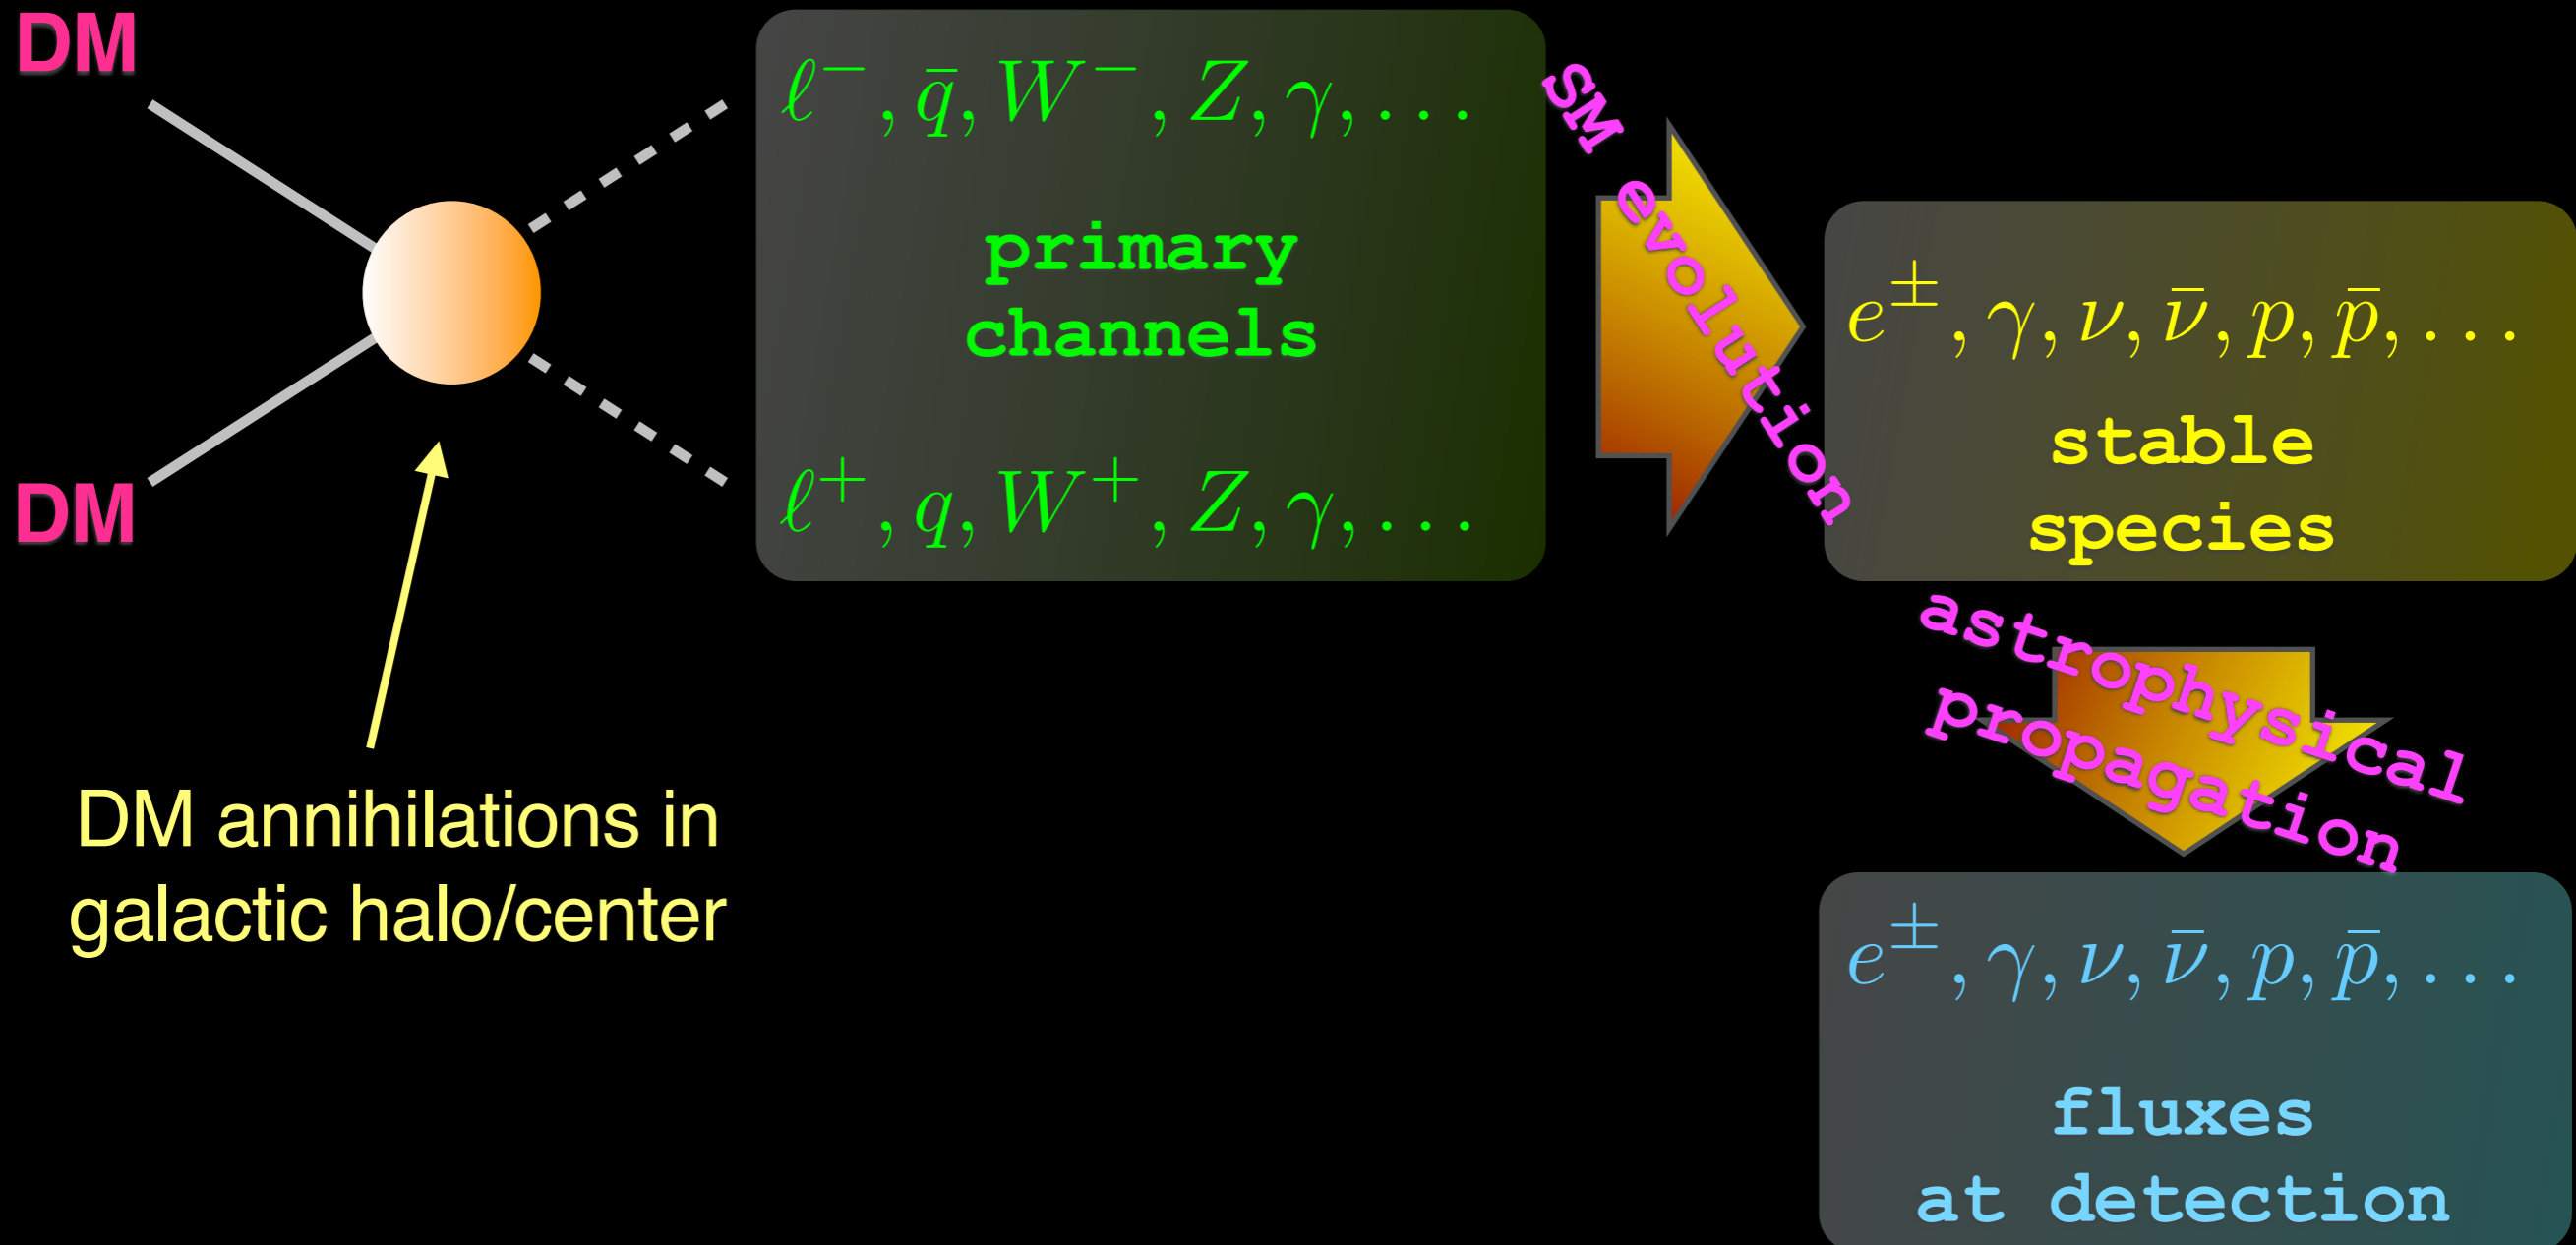 DM
ℓ⁻, q̄, W⁻, Z, γ, ...
primary
channels
ℓ⁺, q, W⁺, Z, γ, ...
DM
SM evolution
e±, γ, ν, ν̄, p, p̄, ...
stable
species
astrophysical
propagation
e±, γ, ν, ν̄, p, p̄, ...
fluxes
at detection
DM annihilations in
galactic halo/center